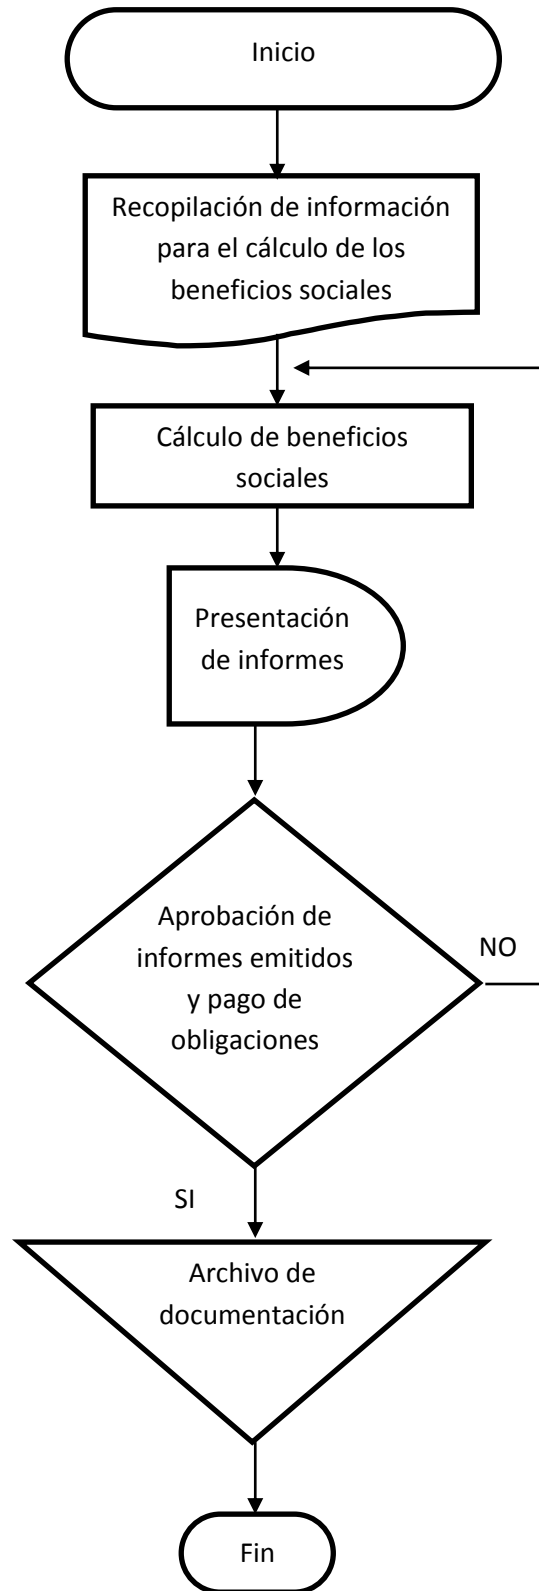 Inicio
Recopilación de información
para el cálculo de los
beneficios sociales
Cálculo de beneficios
sociales
Presentación
de informes
Aprobación de
informes emitidos
y pago de
obligaciones
NO
SI
Archivo de
documentación
Fin